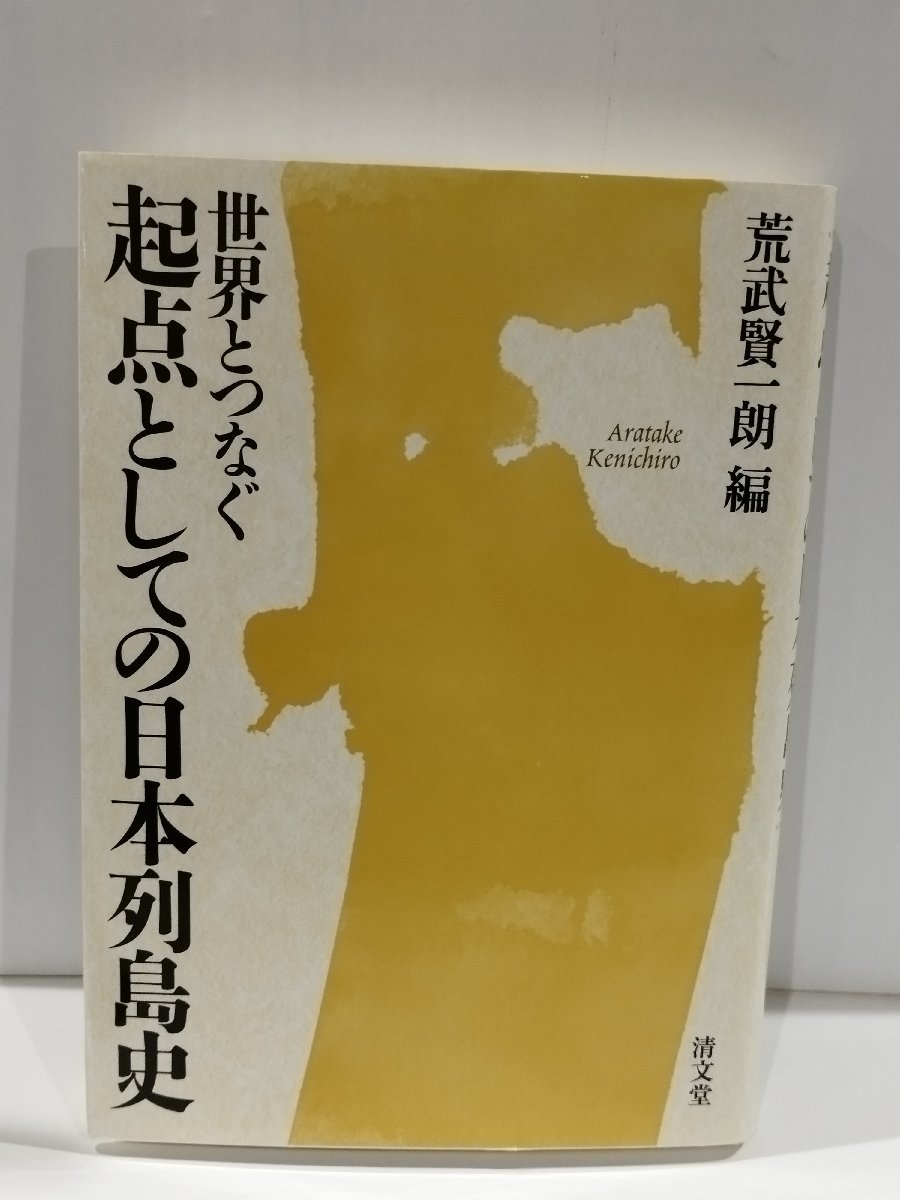 世界とつなぐ
起点としての日本列島史
荒武賢一朗 編
Aratake
Kenichiro
清文堂